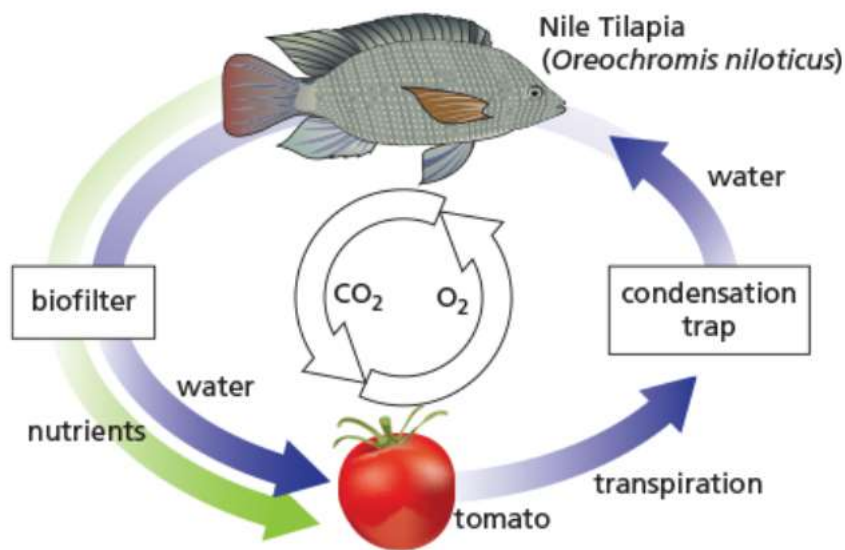 Nile Tilapia
(Oreochromis niloticus)
water
biofilter
CO₂
O₂
condensation
trap
water
nutrients
transpiration
tomato